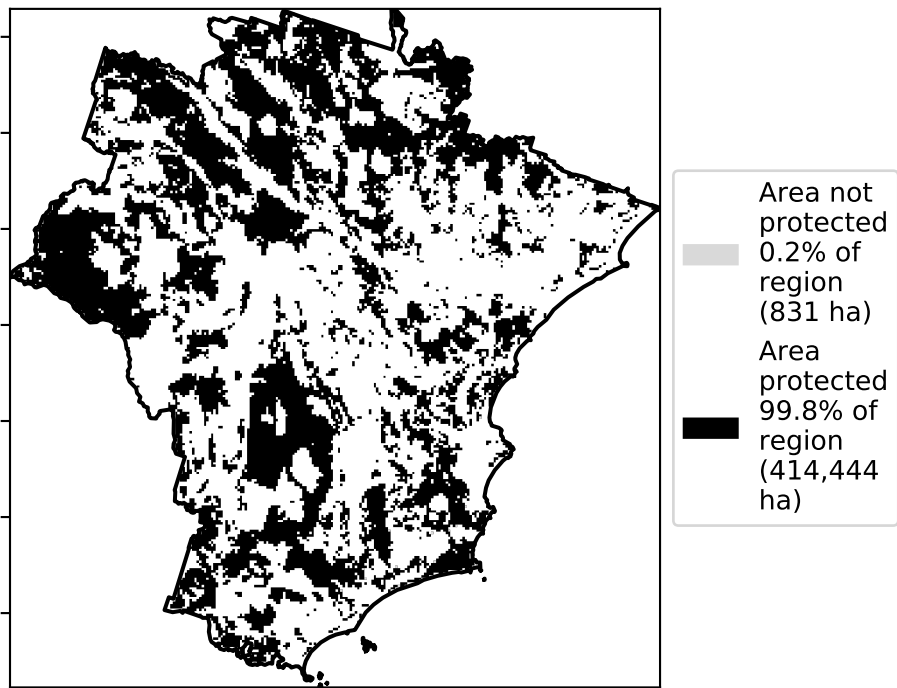 Area not
protected
0.2% of
region
(831 ha)
Area
protected
99.8% of
region
(414,444
ha)